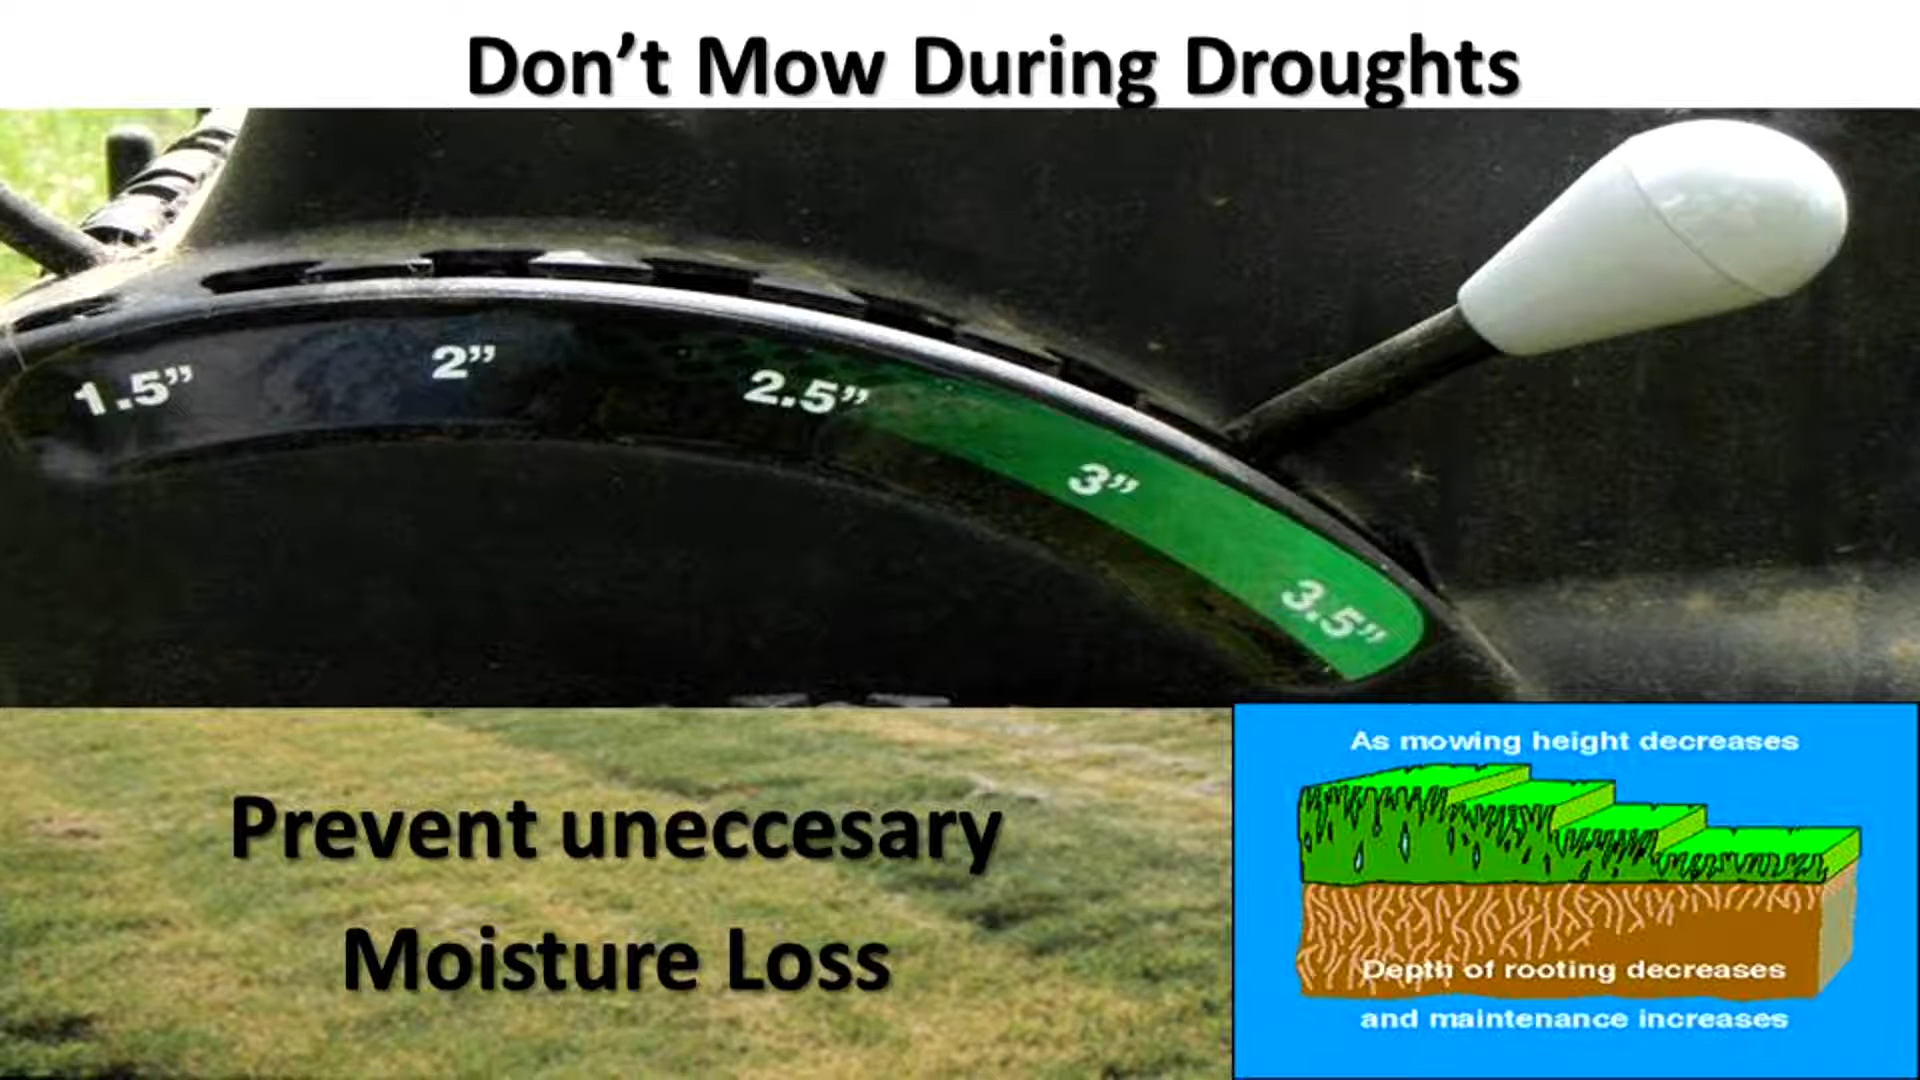 Don’t Mow During Droughts
1.5”
2”
2.5”
3”
3.5”
Prevent uneccesary
Moisture Loss
As mowing height decreases
Depth of rooting decreases
and maintenance increases